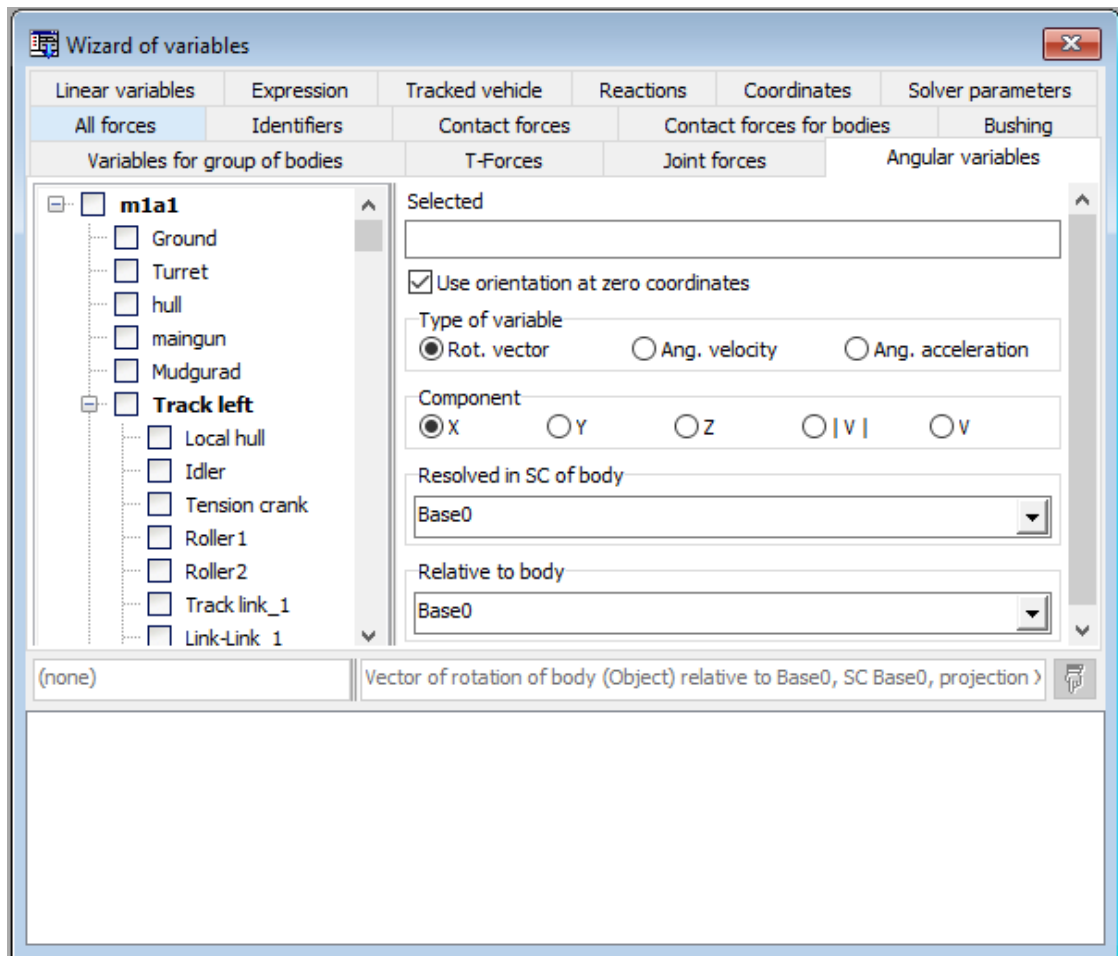 Wizard of variables
Linear variables Expression Tracked vehicle Reactions Coordinates Solver parameters
All forces Identifiers Contact forces Contact forces for bodies Bushing
Variables for group of bodies T-Forces Joint forces Angular variables
m1a1
Ground
Turret
hull
maingun
Mudgurad
Track left
Local hull
Idler
Tension crank
Roller1
Roller2
Track link_1
Link-Link_1
Selected
Use orientation at zero coordinates
Type of variable
Rot. vector Ang. velocity Ang. acceleration
Component
X Y Z | V | V
Resolved in SC of body
Base0
Relative to body
Base0
(none)
Vector of rotation of body (Object) relative to Base0, SC Base0, projection X